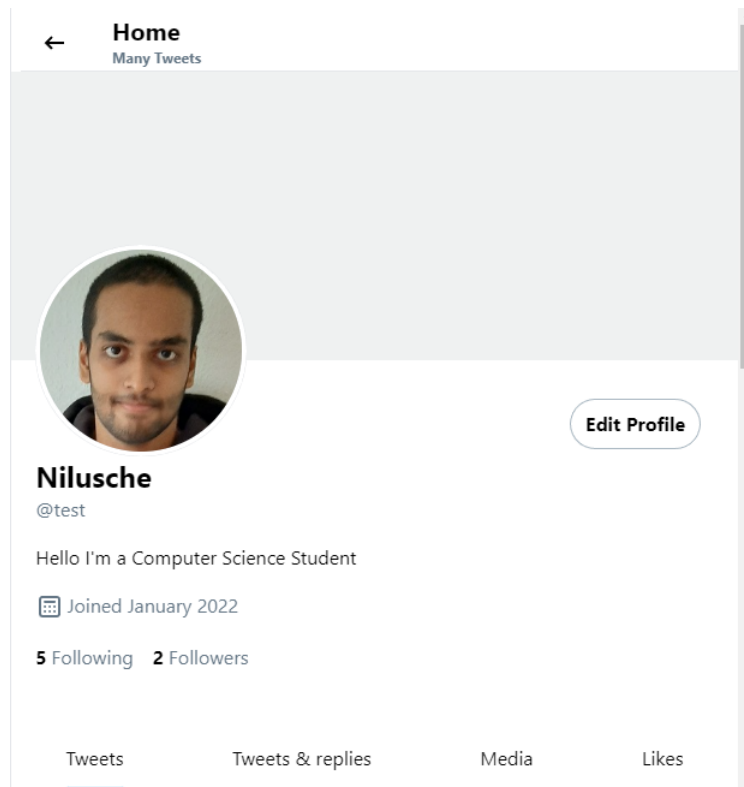 Home
Many Tweets
Edit Profile
Nilusche
@test
Hello I'm a Computer Science Student
Joined January 2022
5 Following 2 Followers
Tweets Tweets & replies Media Likes